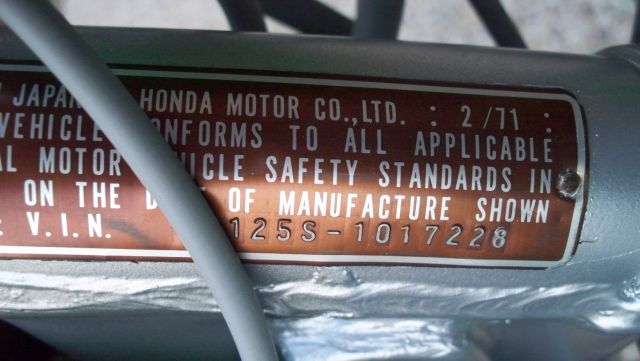 JAPAN HONDA MOTOR CO.,LTD. : 2/71 :
VEHICLE CONFORMS TO ALL APPLICABLE
MOTOR VEHICLE SAFETY STANDARDS IN
ON THE OF MANUFACTURE SHOWN
V.I.N. 125S-1017228